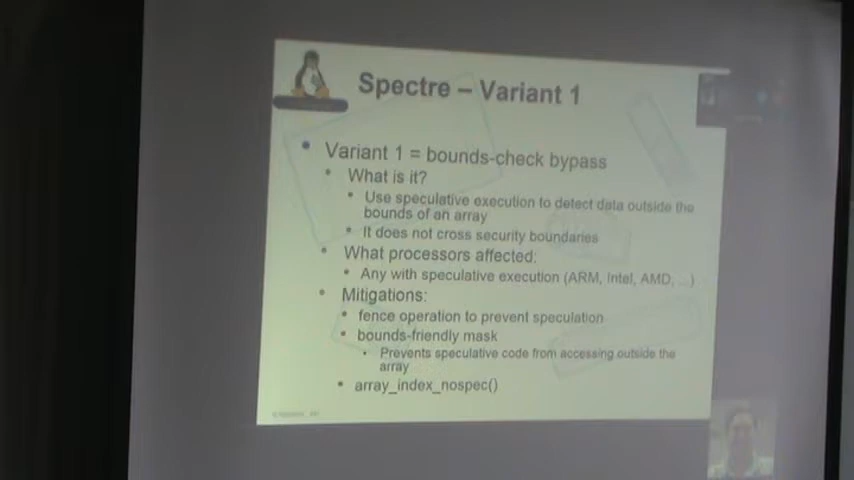 Spectre – Variant 1
• Variant 1 = bounds-check bypass
• What is it?
• Use speculative execution to detect data outside the
bounds of an array
• It does not cross security boundaries
• What processors affected:
• Any with speculative execution (ARM, Intel, AMD, ...)
• Mitigations:
• fence operation to prevent speculation
• bounds-friendly mask
• Prevents speculative code from accessing outside the
array
• array_index_nospec()